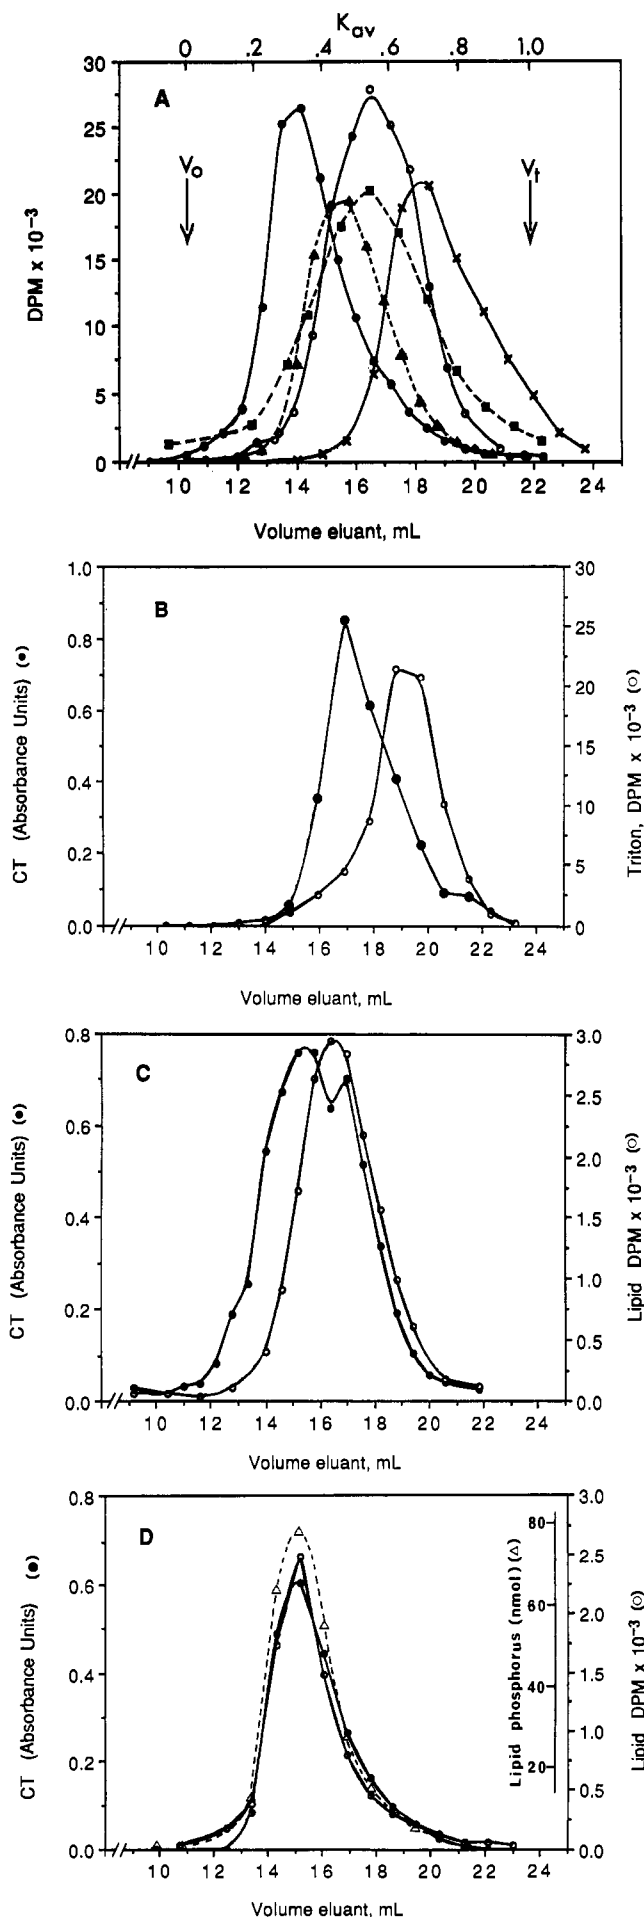 K_av
0 .2 .4 .6 .8 1.0
A
V_o
V_t
DPM x 10⁻³
30
25
20
15
10
5
0
10 12 14 16 18 20 22 24
Volume eluant, mL
B
CT (Absorbance Units) (●)
1.0
0.8
0.6
0.4
0.2
0.0
Triton, DPM x 10⁻³ (○)
30
25
20
15
10
5
0
10 12 14 16 18 20 22 24
Volume eluant, mL
C
CT (Absorbance Units) (●)
0.8
0.6
0.4
0.2
0.0
Lipid DPM x 10⁻³ (○)
3.0
2.5
2.0
1.5
1.0
0.5
0.0
10 12 14 16 18 20 22 24
Volume eluant, mL
D
CT (Absorbance Units) (●)
0.8
0.6
0.4
0.2
0.0
Lipid phosphorus (nmol) (△)
80
60
40
20
Lipid DPM x 10⁻³ (○)
3.0
2.5
2.0
1.5
1.0
0.5
0.0
10 12 14 16 18 20 22 24
Volume eluant, mL